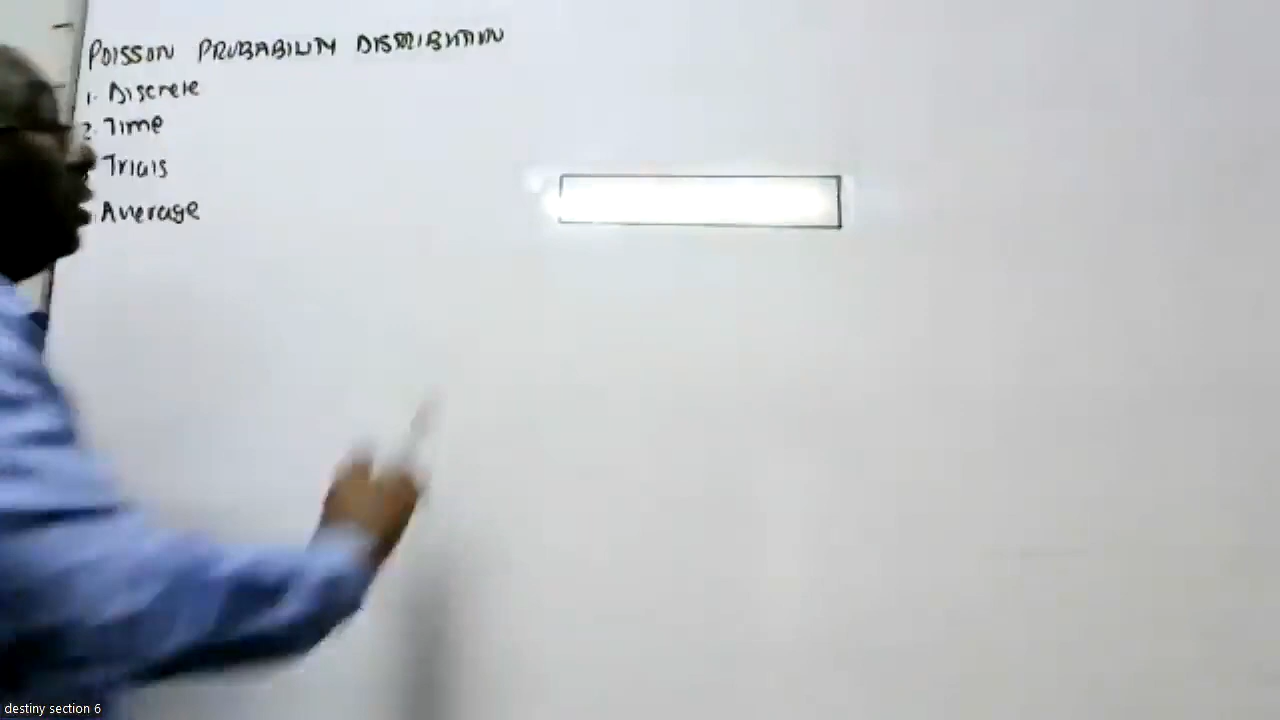 POISSON PROBABILITY DISTRIBUTION
1. Discrete
2. Time
Trials
Average
destiny section 6